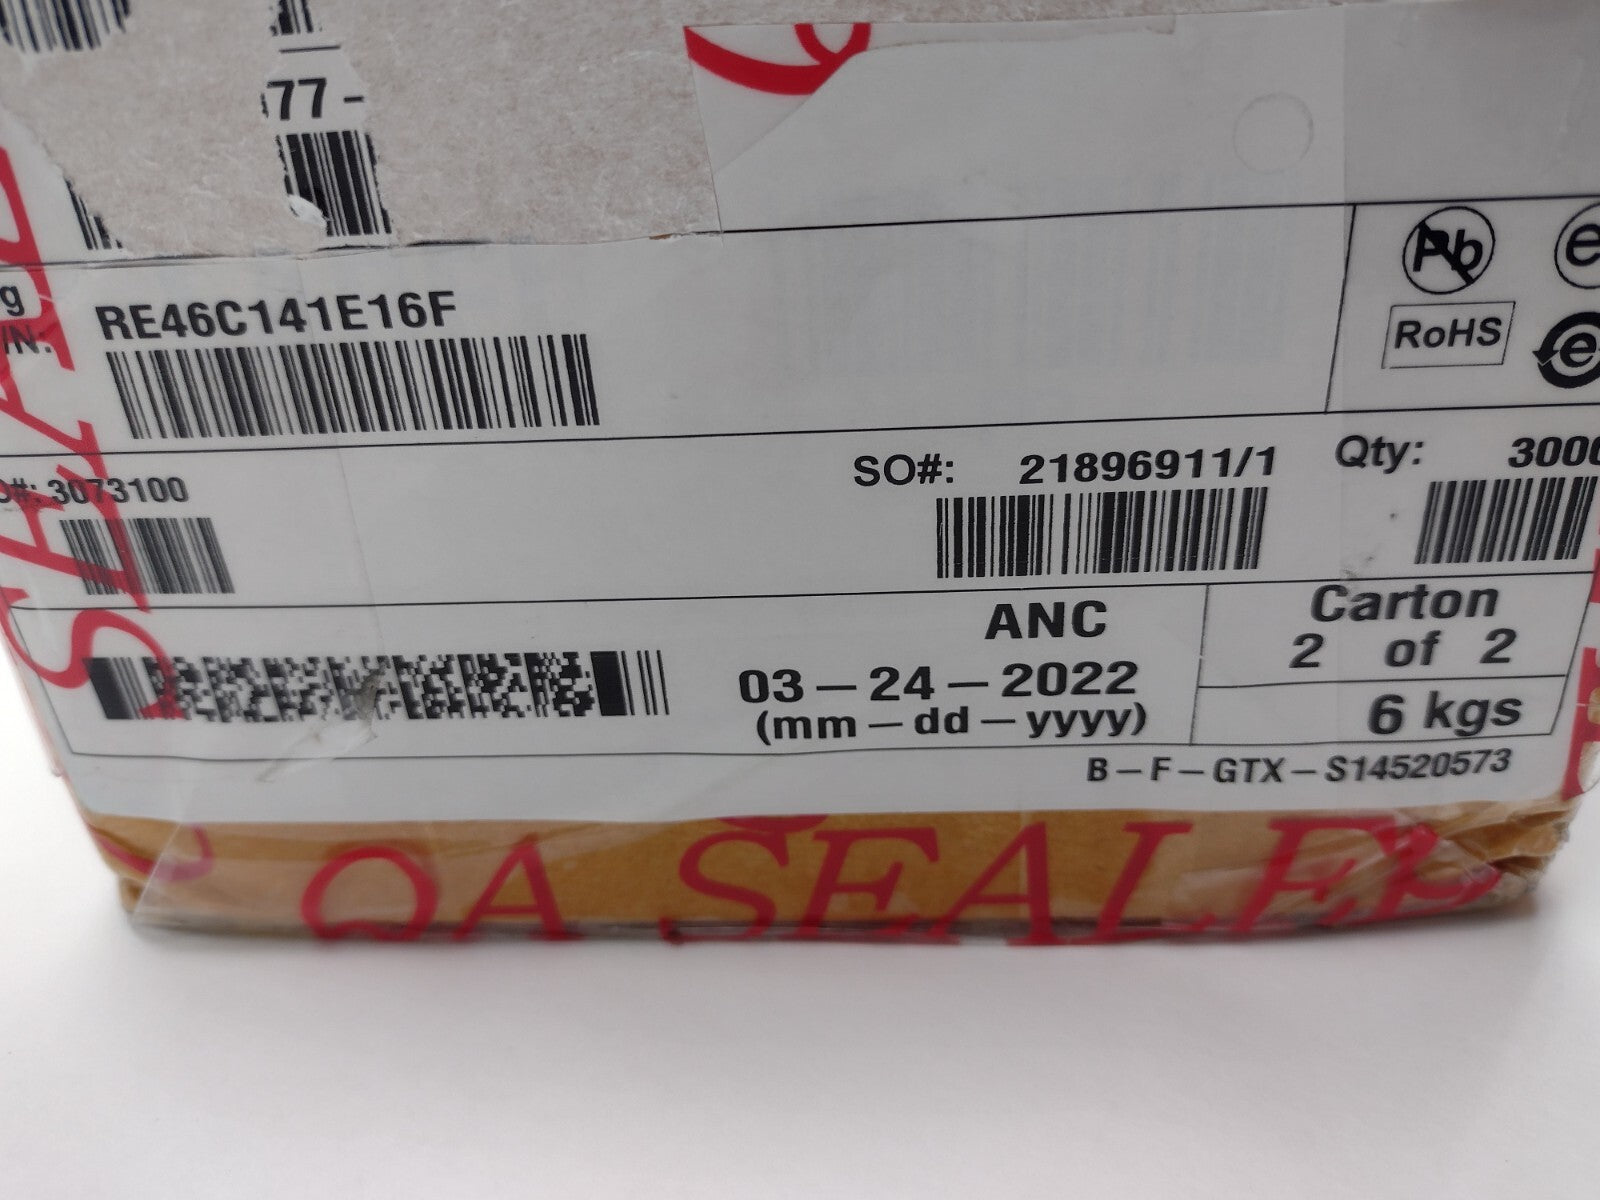 77 -
RE46C141E16F
Pb
e
RoHS
e
SO#: 21896911/1
Qty: 3000
#: 3073100
ANC
Carton
2 of 2
03-24-2022
(mm-dd-yyyy)
6 kgs
B-F-GTX-S14520573
QA SEALED